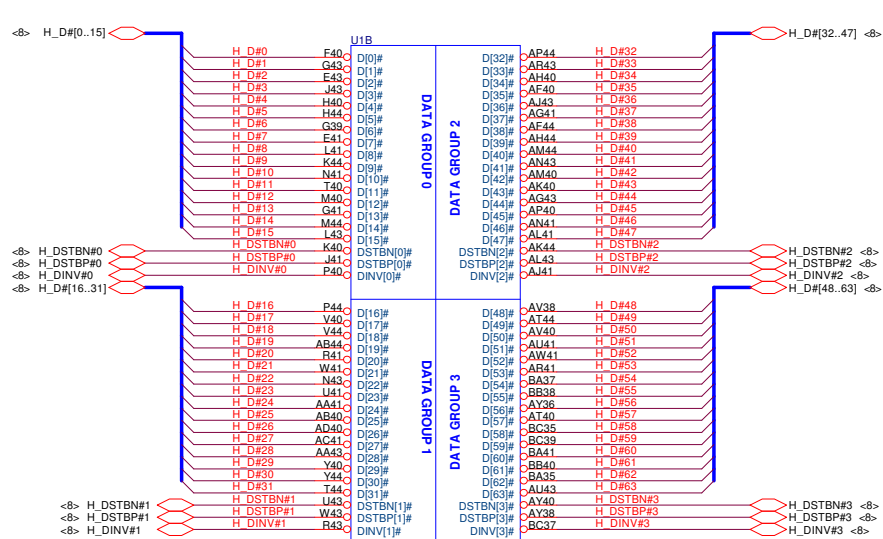 <8> H_D#[0..15] H_D#[32..47] <8>
U1B
H_D#0 F40 D[0]# D[32]# AP44 H_D#32
H_D#1 G43 D[1]# D[33]# AR43 H_D#33
H_D#2 E43 D[2]# D[34]# AH40 H_D#34
H_D#3 J43 D[3]# D[35]# AF40 H_D#35
H_D#4 H40 D[4]# D[36]# AJ43 H_D#36
H_D#5 H44 D[5]# D[37]# AG41 H_D#37
H_D#6 G39 D[6]# D[38]# AF44 H_D#38
H_D#7 E41 D[7]# D[39]# AH44 H_D#39
H_D#8 L41 D[8]# D[40]# AM44 H_D#40
H_D#9 K44 D[9]# D[41]# AN43 H_D#41
H_D#10 N41 D[10]# D[42]# AM40 H_D#42
H_D#11 T40 D[11]# D[43]# AK40 H_D#43
H_D#12 M40 D[12]# D[44]# AG43 H_D#44
H_D#13 G41 D[13]# D[45]# AP40 H_D#45
H_D#14 M44 D[14]# D[46]# AN41 H_D#46
H_D#15 L43 D[15]# D[47]# AL41 H_D#47
DATA GROUP 0
DATA GROUP 2
<8> H_DSTBN#0 H_DSTBN#0 K40 DSTBN[0]# DSTBN[2]# AK44 H_DSTBN#2 H_DSTBN#2 <8>
<8> H_DSTBP#0 H_DSTBP#0 J41 DSTBP[0]# DSTBP[2]# AL43 H_DSTBP#2 H_DSTBP#2 <8>
<8> H_DINV#0 H_DINV#0 P40 DINV[0]# DINV[2]# AJ41 H_DINV#2 H_DINV#2 <8>
<8> H_D#[16..31] H_D#[48..63] <8>
H_D#16 P44 D[16]# D[48]# AV38 H_D#48
H_D#17 V40 D[17]# D[49]# AT44 H_D#49
H_D#18 V44 D[18]# D[50]# AV40 H_D#50
H_D#19 AB44 D[19]# D[51]# AU41 H_D#51
H_D#20 R41 D[20]# D[52]# AW41 H_D#52
H_D#21 W41 D[21]# D[53]# AR41 H_D#53
H_D#22 N43 D[22]# D[54]# BA37 H_D#54
H_D#23 U41 D[23]# D[55]# BB38 H_D#55
H_D#24 AA41 D[24]# D[56]# AY36 H_D#56
H_D#25 AB40 D[25]# D[57]# AT40 H_D#57
H_D#26 AD40 D[26]# D[58]# BC35 H_D#58
H_D#27 AC41 D[27]# D[59]# BC39 H_D#59
H_D#28 AA43 D[28]# D[60]# BA41 H_D#60
H_D#29 Y40 D[29]# D[61]# BB40 H_D#61
H_D#30 Y44 D[30]# D[62]# BA35 H_D#62
H_D#31 T44 D[31]# D[63]# AU43 H_D#63
DATA GROUP 1
DATA GROUP 3
<8> H_DSTBN#1 H_DSTBN#1 U43 DSTBN[1]# DSTBN[3]# AY40 H_DSTBN#3 H_DSTBN#3 <8>
<8> H_DSTBP#1 H_DSTBP#1 W43 DSTBP[1]# DSTBP[3]# AY38 H_DSTBP#3 H_DSTBP#3 <8>
<8> H_DINV#1 H_DINV#1 R43 DINV[1]# DINV[3]# BC37 H_DINV#3 H_DINV#3 <8>